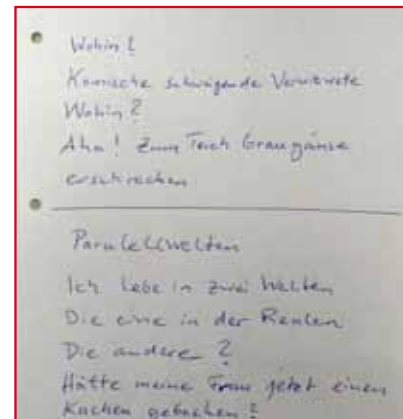 Wohin?
Komische schweigende Verwitwete
Wohin?
Aha! Zum Teich Graugänse
erschrecken
Parallelwelten
Ich lebe in zwei Welten
Die eine in der Realen
Die andere?
Hätte meine Frau jetzt einen
Kuchen gebacken?